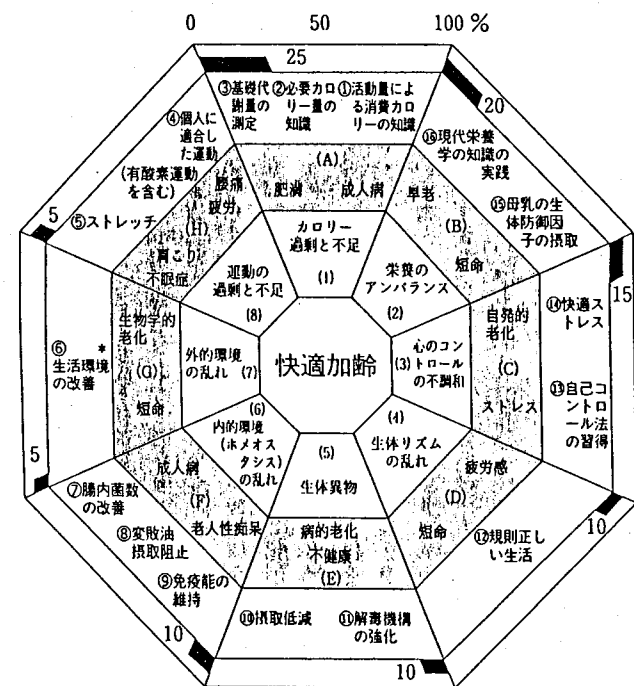 0 50 100 %
25
③基礎代
謝量の
測定
②必要カロ
リー量の
知識
①活動量によ
る消費カロ
リーの知識
20
⑯現代栄養
学の知識の
実践
⑮母乳の生
体防御因
子の摂取
15
⑭快適ス
トレス
⑬自己コ
ントロ
ール法
の習得
10
⑫規則正し
い生活
10
⑪解毒機構
の強化
⑩摂取低減
10
⑨免疫能の
維持
⑧変敗油
摂取阻止
⑦腸内菌数
の改善
5
⑥ *
生活環境
の改善
5
⑤ストレッチ
④個人に
適合し
た運動
(有酸素運動
を含む)
(A)
肥満 成人病
早老
(B)
短命
自発的
老化
(C)
ストレス
疲労感
(D)
短命
病的老化
不健康
(E)
成人病
(F)
老人性痴呆
生物学的
老化
(G)
短命
腰痛
疲労
(H)
肩こり
不眠症
カロリー
過剰と不足
(1)
栄養の
アンバランス
(2)
心のコン
(3) トロール
の不調和
(4)
生体リズム
の乱れ
(5)
生体異物
(6)
内的環境
(ホメオス
タシス)
の乱れ
外的環境
の乱れ (7)
運動の
過剰と不足
(8)
快適加齢